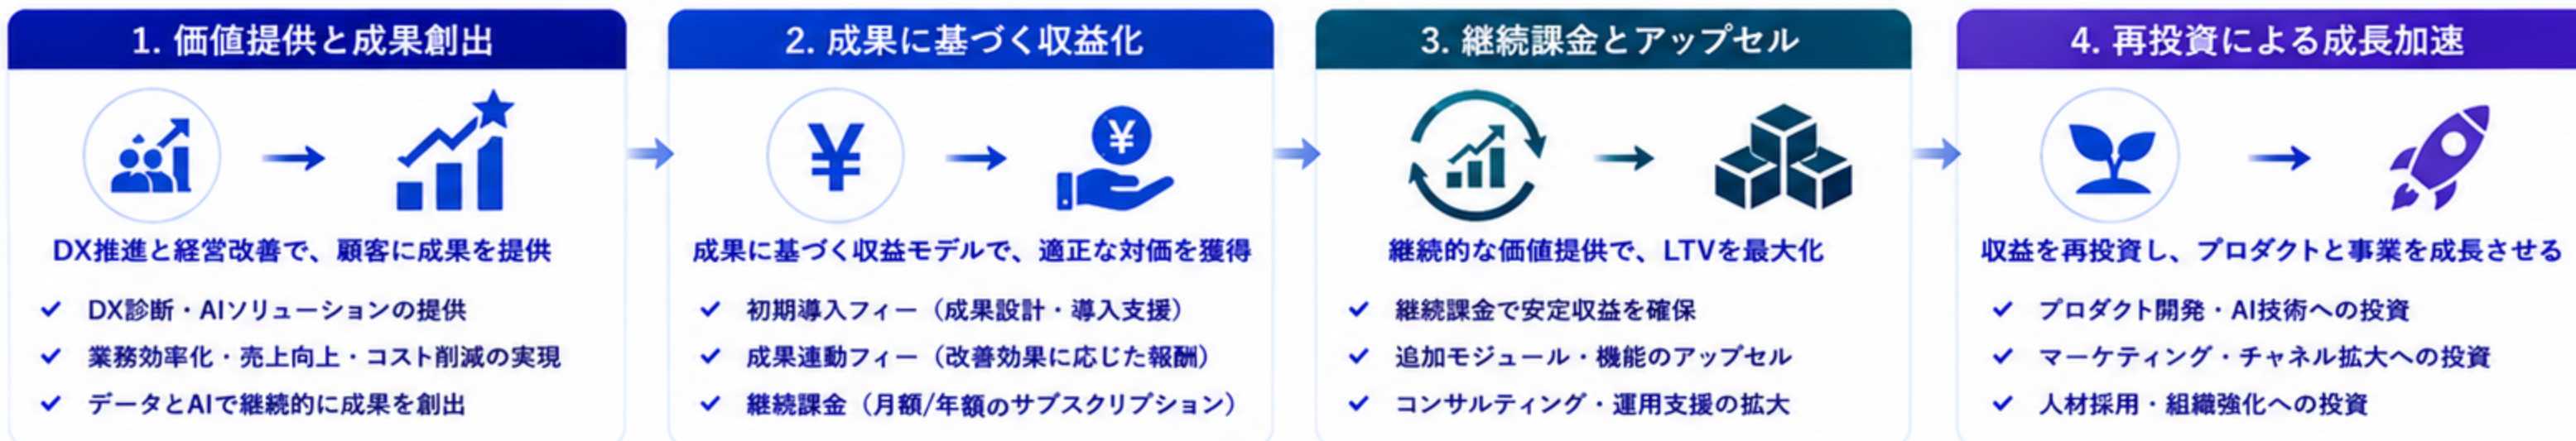 1. 価値提供と成果創出
DX推進と経営改善で、顧客に成果を提供
DX診断・AIソリューションの提供
業務効率化・売上向上・コスト削減の実現
データとAIで継続的に成果を創出
2. 成果に基づく収益化
¥
¥
成果に基づく収益モデルで、適正な対価を獲得
初期導入フィー（成果設計・導入支援）
成果連動フィー（改善効果に応じた報酬）
継続課金（月額/年額のサブスクリプション）
3. 継続課金とアップセル
継続的な価値提供で、LTVを最大化
継続課金で安定収益を確保
追加モジュール・機能のアップセル
コンサルティング・運用支援の拡大
4. 再投資による成長加速
収益を再投資し、プロダクトと事業を成長させる
プロダクト開発・AI技術への投資
マーケティング・チャネル拡大への投資
人材採用・組織強化への投資